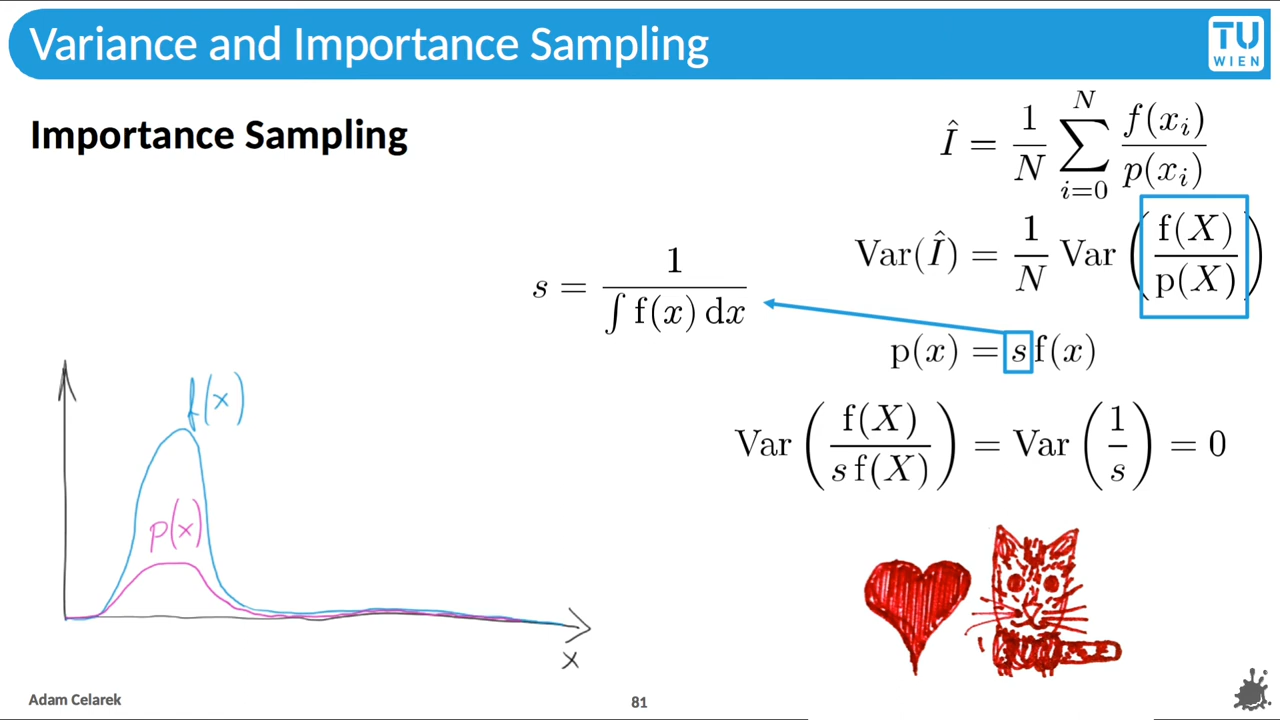 Variance and Importance Sampling
TU
WIEN
Importance Sampling
Î = 1/N ∑_{i=0}^{N} f(x_i)/p(x_i)
Var(Î) = 1/N Var(f(X)/p(X))
s = 1/∫ f(x) dx
p(x) = s f(x)
Var(f(X)/s f(X)) = Var(1/s) = 0
f(x)
p(x)
x
Adam Celarek
81